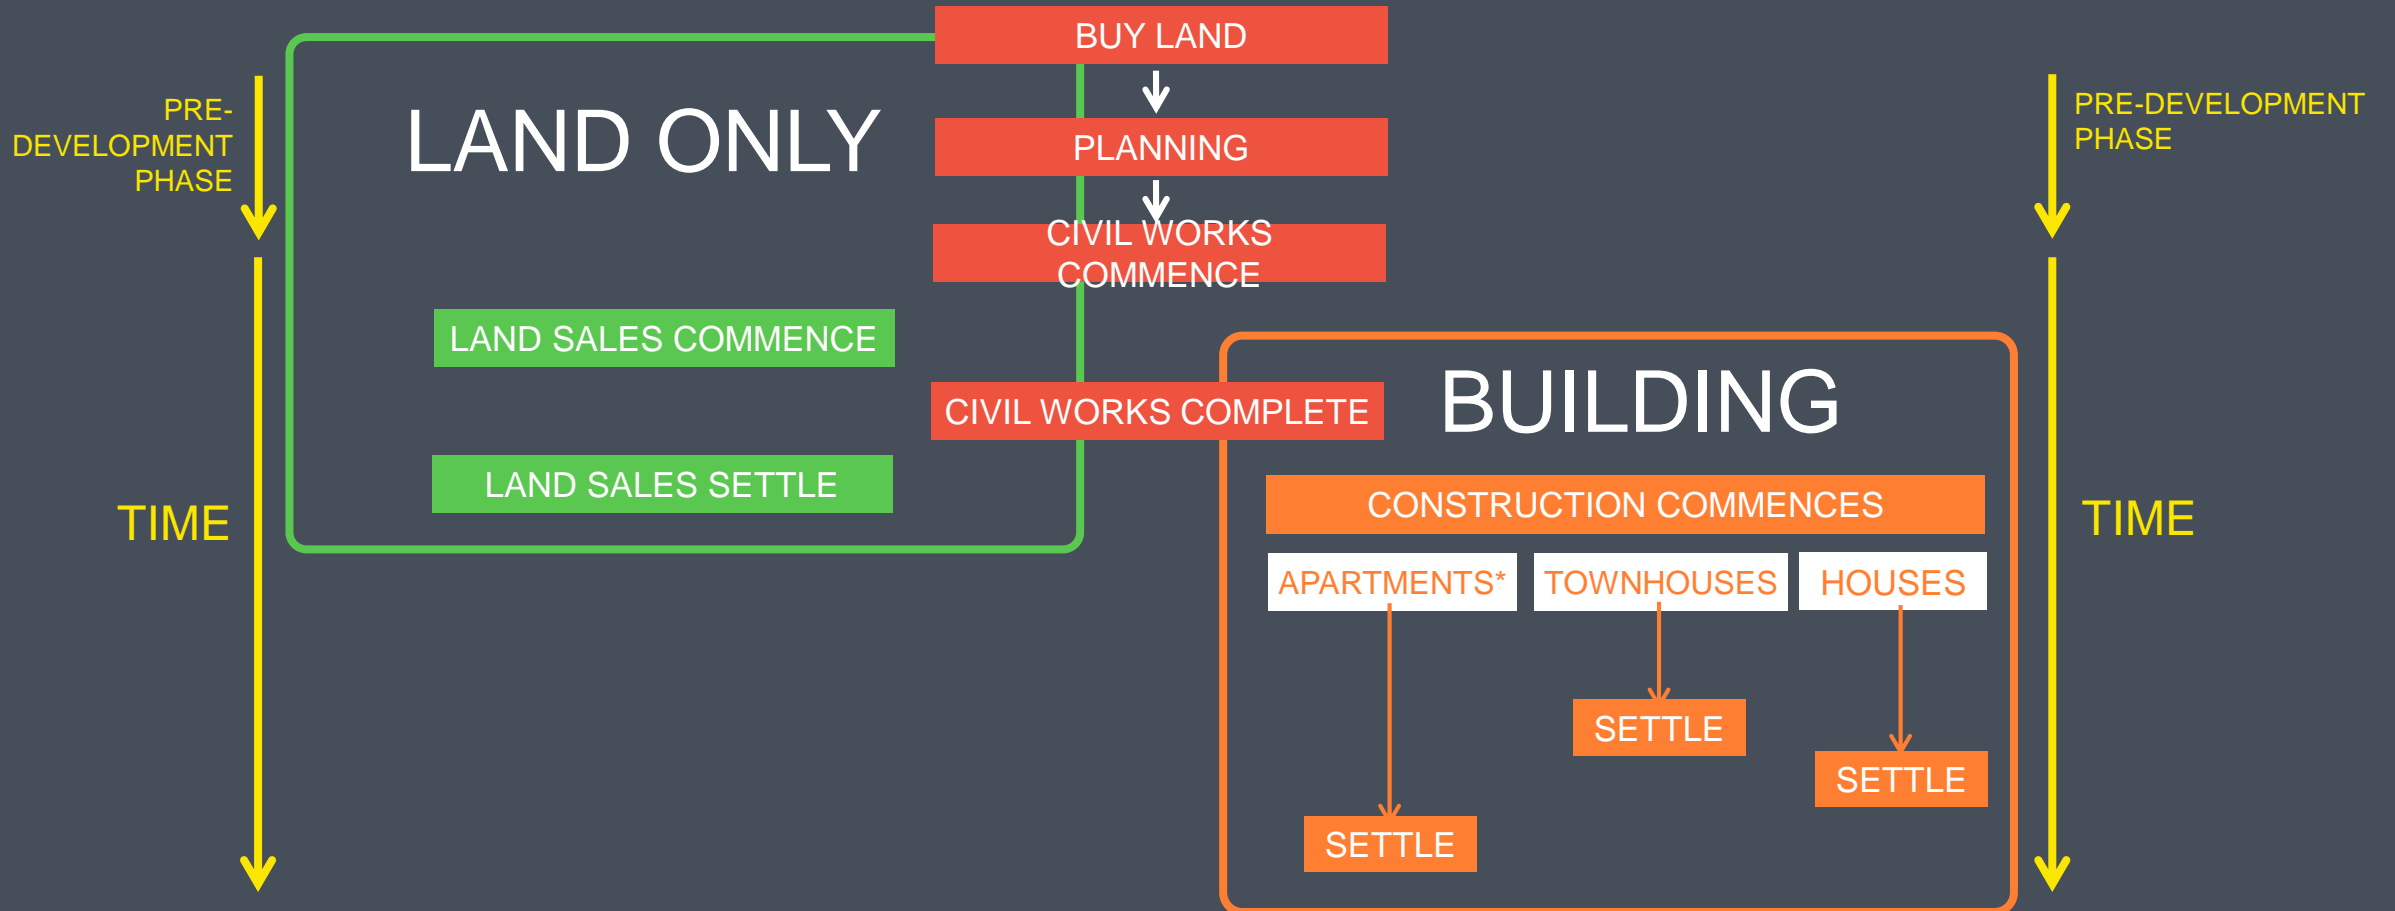 BUY LAND
PRE-
DEVELOPMENT
PHASE
LAND ONLY
PLANNING
PRE-DEVELOPMENT
PHASE
CIVIL WORKS
COMMENCE
LAND SALES COMMENCE
CIVIL WORKS COMPLETE
BUILDING
LAND SALES SETTLE
CONSTRUCTION COMMENCES
TIME
TIME
APARTMENTS*
TOWNHOUSES
HOUSES
SETTLE
SETTLE
SETTLE